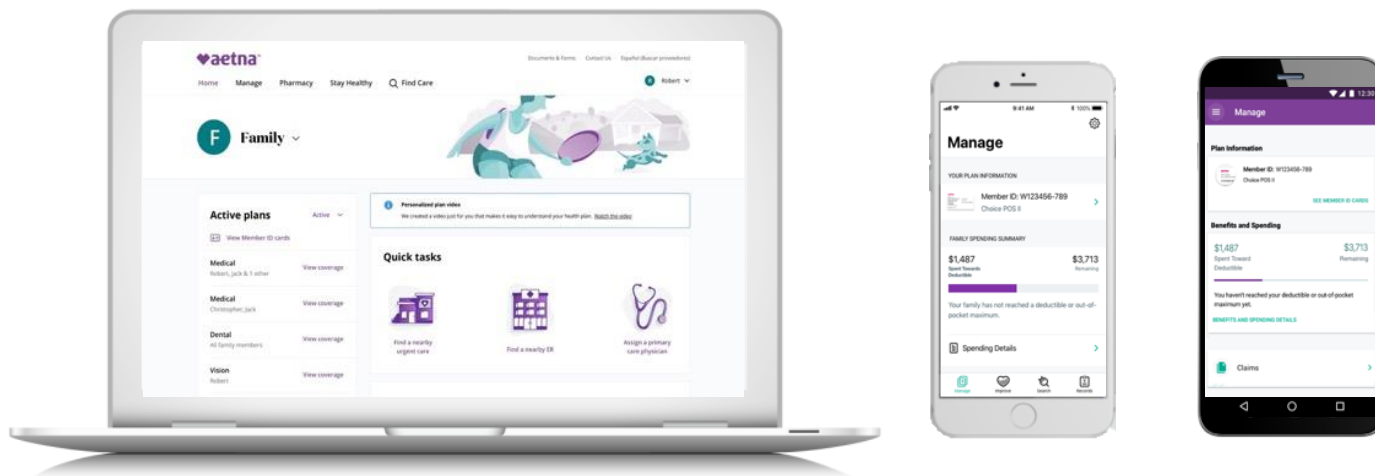 aetna™
Documents & Forms Contact Us Español (Buscar proveedores)
Home Manage Pharmacy Stay Healthy Find Care
R Robert
F Family
Active plans Active
View Member ID cards
Medical
Robert, Jack & 1 other
View coverage
Medical
Christopher, Jack
View coverage
Dental
All family members
View coverage
Vision
Robert
View coverage
Personalized plan video
We created a video just for you that makes it easy to understand your health plan. Watch the video
Quick tasks
Find a nearby
urgent care
Find a nearby ER
Assign a primary
care physician
9:41 AM 100%
Manage
YOUR PLAN INFORMATION
Member ID: W123456-789
Choice POS II
FAMILY SPENDING SUMMARY
$1,487 $3,713
Spent Towards Remaining
Deductible
Your family has not reached a deductible or out-of-
pocket maximum.
Spending Details
Manage Improve Search Records
12:30
Manage
Plan Information
Member ID: W123456-789
Choice POS II
SEE MEMBER ID CARDS
Benefits and Spending
$1,487 $3,713
Spent Toward Remaining
Deductible
You haven't reached your deductible or out-of-pocket
maximum yet.
BENEFITS AND SPENDING DETAILS
Claims